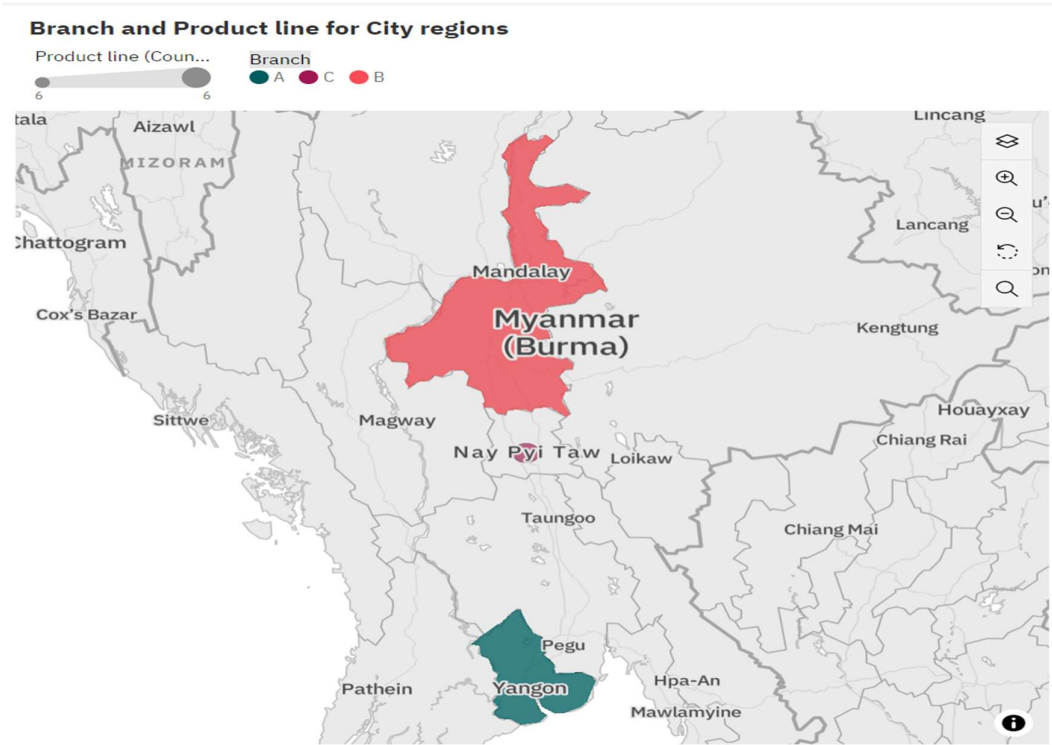 Branch and Product line for City regions
Product line (Coun...
Branch
A
C
B
6
6
tala
Aizawl
Lincang
MIZORAM
Lancang
Chattogram
Mandalay
Cox's Bazar
Myanmar
(Burma)
Kengtung
Sittwe
Magway
Houayxay
Chiang Rai
Nay Pyi Taw
Loikaw
Taungoo
Chiang Mai
Pegu
Pathein
Yangon
Hpa-An
Mawlamyine